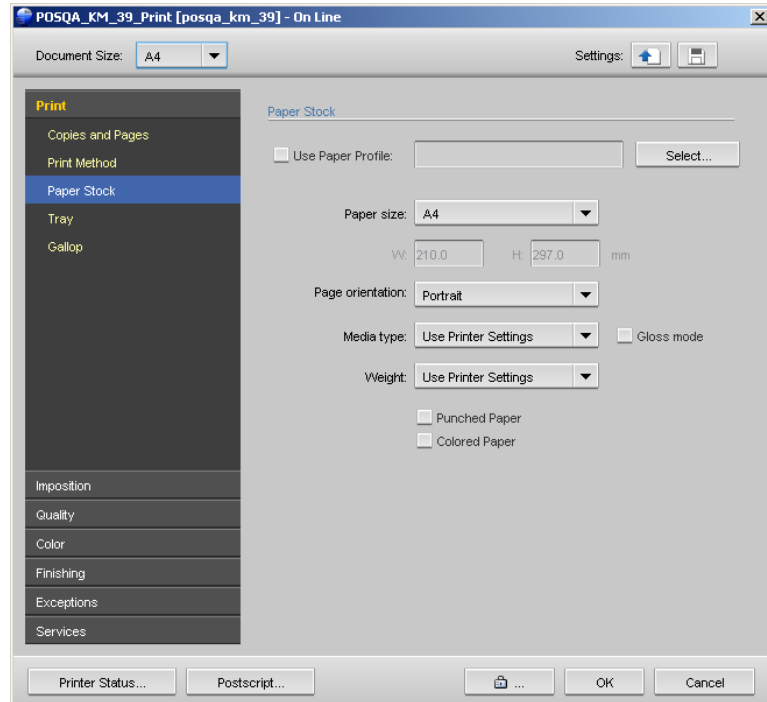 POSQA_KM_39_Print [posqa_km_39] - On Line
Document Size: A4 Settings:
Print
Copies and Pages
Print Method
Paper Stock
Tray
Gallop
Imposition
Quality
Color
Finishing
Exceptions
Services
Paper Stock
Use Paper Profile: Select...
Paper size: A4
W: 210.0 H: 297.0 mm
Page orientation: Portrait
Media type: Use Printer Settings Gloss mode
Weight: Use Printer Settings
Punched Paper
Colored Paper
Printer Status... Postscript... ... OK Cancel